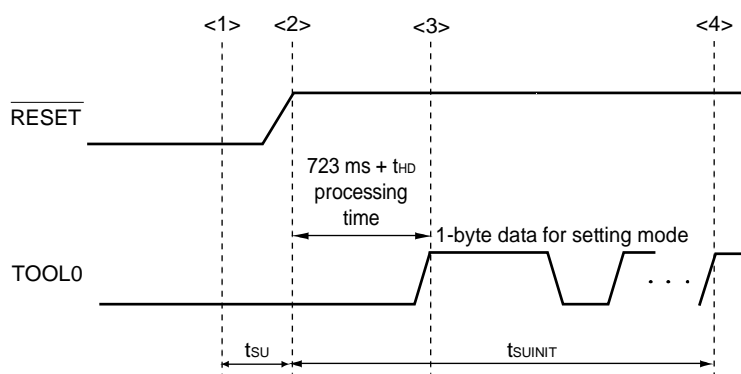 <1> <2> <3> <4>
RESET
723 ms + tHD
processing
time
1-byte data for setting mode
TOOL0
. . .
tSU tSUINIT